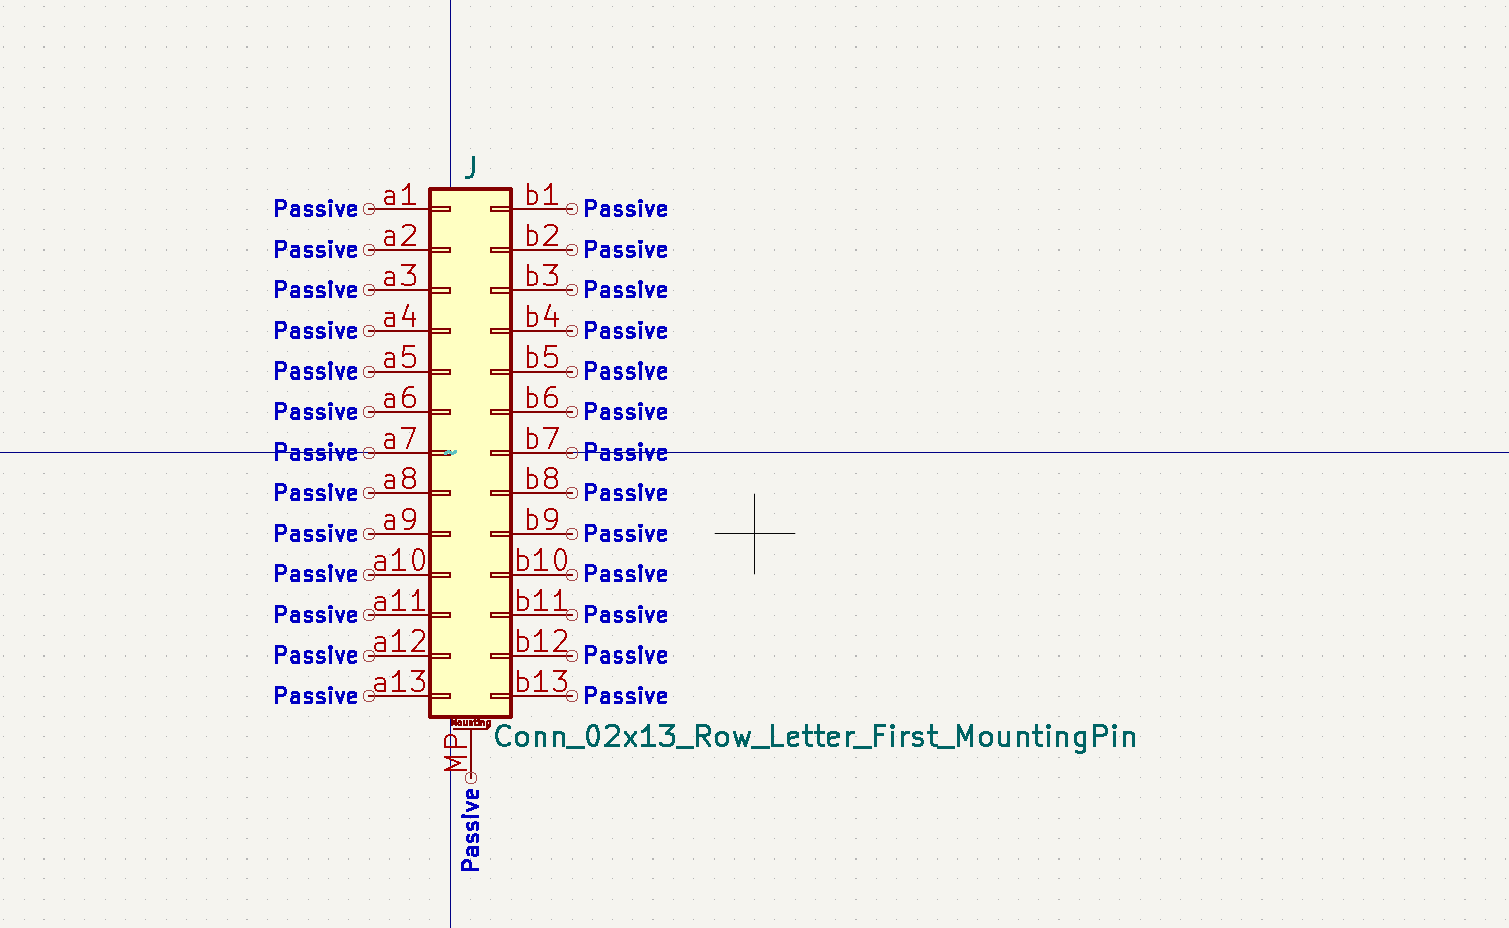 J
Passive a1 b1 Passive
Passive a2 b2 Passive
Passive a3 b3 Passive
Passive a4 b4 Passive
Passive a5 b5 Passive
Passive a6 b6 Passive
Passive a7 b7 Passive
Passive a8 b8 Passive
Passive a9 b9 Passive
Passive a10 b10 Passive
Passive a11 b11 Passive
Passive a12 b12 Passive
Passive a13 b13 Passive
Mounting
Conn_02x13_Row_Letter_First_MountingPin
MP
Passive